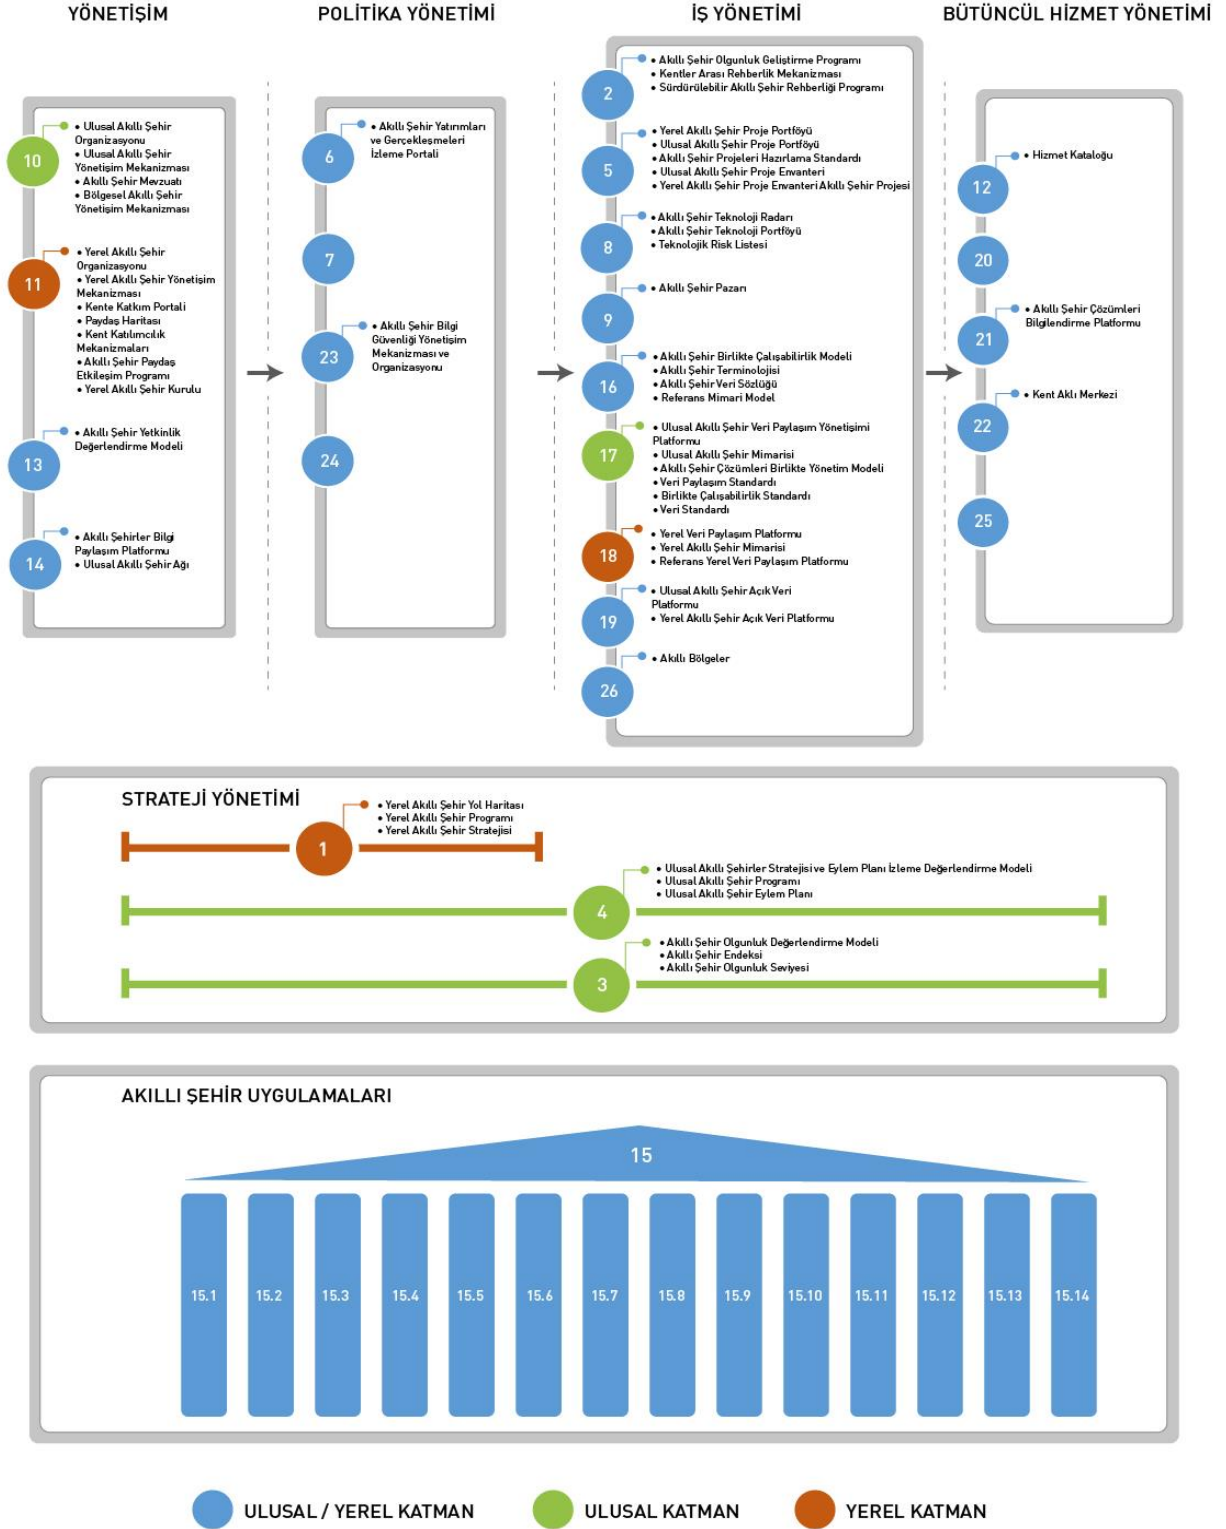 YÖNETİŞİM
POLİTİKA YÖNETİMİ
İŞ YÖNETİMİ
BÜTÜNCÜL HİZMET YÖNETİMİ
10
• Ulusal Akıllı Şehir
Organizasyonu
• Ulusal Akıllı Şehir
Yönetişim Mekanizması
• Akıllı Şehir Mevzuatı
• Bölgesel Akıllı Şehir
Yönetişim Mekanizması
11
• Yerel Akıllı Şehir
Organizasyonu
• Yerel Akıllı Şehir Yönetişim
Mekanizması
• Kente Katkım Portali
• Paydaş Haritası
• Kent Katılımcılık
Mekanizmaları
• Akıllı Şehir Paydaş
Etkileşim Programı
• Yerel Akıllı Şehir Kurulu
13
• Akıllı Şehir Yetkinlik
Değerlendirme Modeli
14
• Akıllı Şehirler Bilgi
Paylaşım Platformu
• Ulusal Akıllı Şehir Ağı
6
• Akıllı Şehir Yatırımları
ve Gerçekleşmeleri
İzleme Portali
7
23
• Akıllı Şehir Bilgi
Güvenliği Yönetişim
Mekanizması ve
Organizasyonu
24
2
• Akıllı Şehir Olgunluk Geliştirme Programı
• Kentler Arası Rehberlik Mekanizması
• Sürdürülebilir Akıllı Şehir Rehberliği Programı
5
• Yerel Akıllı Şehir Proje Portföyü
• Ulusal Akıllı Şehir Proje Portföyü
• Akıllı Şehir Projeleri Hazırlama Standardı
• Ulusal Akıllı Şehir Proje Envanteri
• Yerel Akıllı Şehir Proje Envanteri Akıllı Şehir Projesi
8
• Akıllı Şehir Teknoloji Radarı
• Akıllı Şehir Teknoloji Portföyü
• Teknolojik Risk Listesi
9
• Akıllı Şehir Pazarı
16
• Akıllı Şehir Birlikte Çalışabilirlik Modeli
• Akıllı Şehir Terminolojisi
• Akıllı Şehir Veri Sözlüğü
• Referans Mimari Model
17
• Ulusal Akıllı Şehir Veri Paylaşım Yönetişimi
Platformu
• Ulusal Akıllı Şehir Mimarisi
• Akıllı Şehir Çözümleri Birlikte Yönetim Modeli
• Veri Paylaşım Standardı
• Birlikte Çalışabilirlik Standardı
• Veri Standardı
18
• Yerel Veri Paylaşım Platformu
• Yerel Akıllı Şehir Mimarisi
• Referans Yerel Veri Paylaşım Platformu
19
• Ulusal Akıllı Şehir Açık Veri
Platformu
• Yerel Akıllı Şehir Açık Veri Platformu
26
• Akıllı Bölgeler
12
• Hizmet Kataloğu
20
21
• Akıllı Şehir Çözümleri
Bilgilendirme Platformu
22
• Kent Aklı Merkezi
25
STRATEJİ YÖNETİMİ
1
• Yerel Akıllı Şehir Yol Haritası
• Yerel Akıllı Şehir Programı
• Yerel Akıllı Şehir Stratejisi
4
• Ulusal Akıllı Şehirler Stratejisi ve Eylem Planı İzleme Değerlendirme Modeli
• Ulusal Akıllı Şehir Programı
• Ulusal Akıllı Şehir Eylem Planı
3
• Akıllı Şehir Olgunluk Değerlendirme Modeli
• Akıllı Şehir Endeksi
• Akıllı Şehir Olgunluk Seviyesi
AKILLI ŞEHİR UYGULAMALARI
15
15.1 15.2 15.3 15.4 15.5 15.6 15.7 15.8 15.9 15.10 15.11 15.12 15.13 15.14
ULUSAL / YEREL KATMAN
ULUSAL KATMAN
YEREL KATMAN